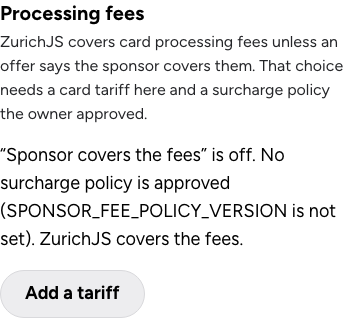 Processing fees
ZurichJS covers card processing fees unless an
offer says the sponsor covers them. That choice
needs a card tariff here and a surcharge policy
the owner approved.
“Sponsor covers the fees” is off. No
surcharge policy is approved
(SPONSOR_FEE_POLICY_VERSION is not
set). ZurichJS covers the fees.
Add a tariff